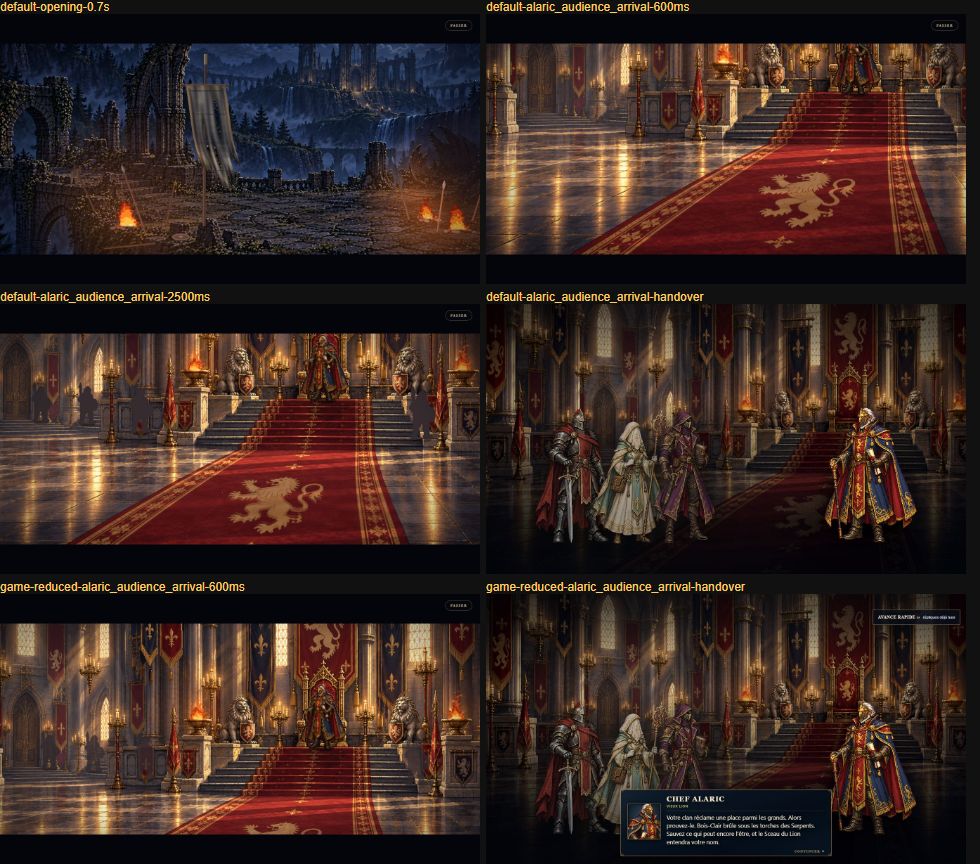 default-opening-0.7s
default-alaric_audience_arrival-600ms
PASSER
PASSER
default-alaric_audience_arrival-2500ms
default-alaric_audience_arrival-handover
PASSER
game-reduced-alaric_audience_arrival-600ms
game-reduced-alaric_audience_arrival-handover
PASSER
AVANCE RAPIDE
CHEF ALARIC
VIEUX LION
Votre clan réclame une place parmi les grands. Alors
prouvez-le. Bois-Clair brûle sous les torches des Serpents.
Sauvez ce qui peut encore l'être, et le Sceau du Lion
entendra votre nom.
CONTINUER